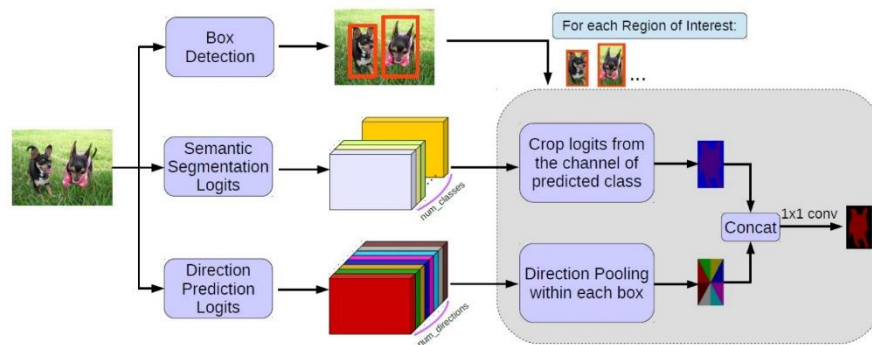 Box
Detection
For each Region of Interest:
...
Semantic
Segmentation
Logits
...
num_classes
Crop logits from
the channel of
predicted class
1x1 conv
Concat
Direction
Prediction
Logits
num_directions
Direction Pooling
within each box